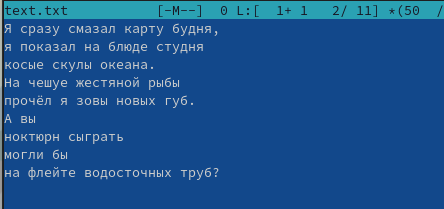 text.txt [-M--] 0 L:[ 1+ 1 2/ 11] *(50 /
Я сразу смазал карту будня,
я показал на блюде студня
косые скулы океана.
На чешуе жестяной рыбы
прочёл я зовы новых губ.
А вы
ноктюрн сыграть
могли бы
на флейте водосточных труб?